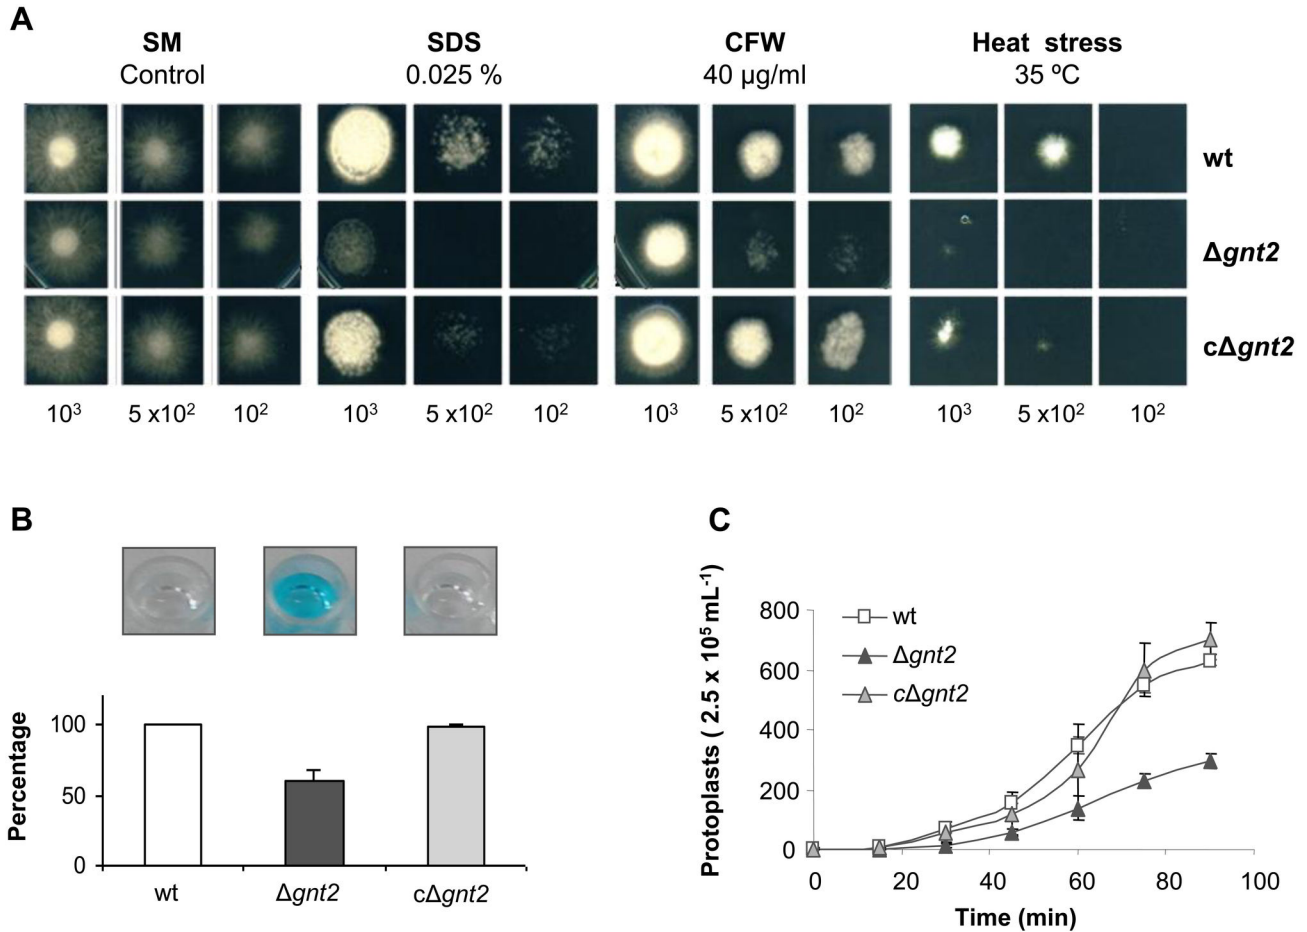 A
SM SDS CFW Heat stress
Control 0.025 % 40 µg/ml 35 ºC
wt
Δgnt2
cΔgnt2
10³ 5 x10² 10² 10³ 5 x10² 10² 10³ 5 x10² 10² 10³ 5 x10² 10²
B
Percentage
100
50
0
wt Δgnt2 cΔgnt2
C
Protoplasts ( 2.5 x 10⁵ mL⁻¹)
800
600
400
200
0
wt
Δgnt2
cΔgnt2
0 20 40 60 80 100
Time (min)